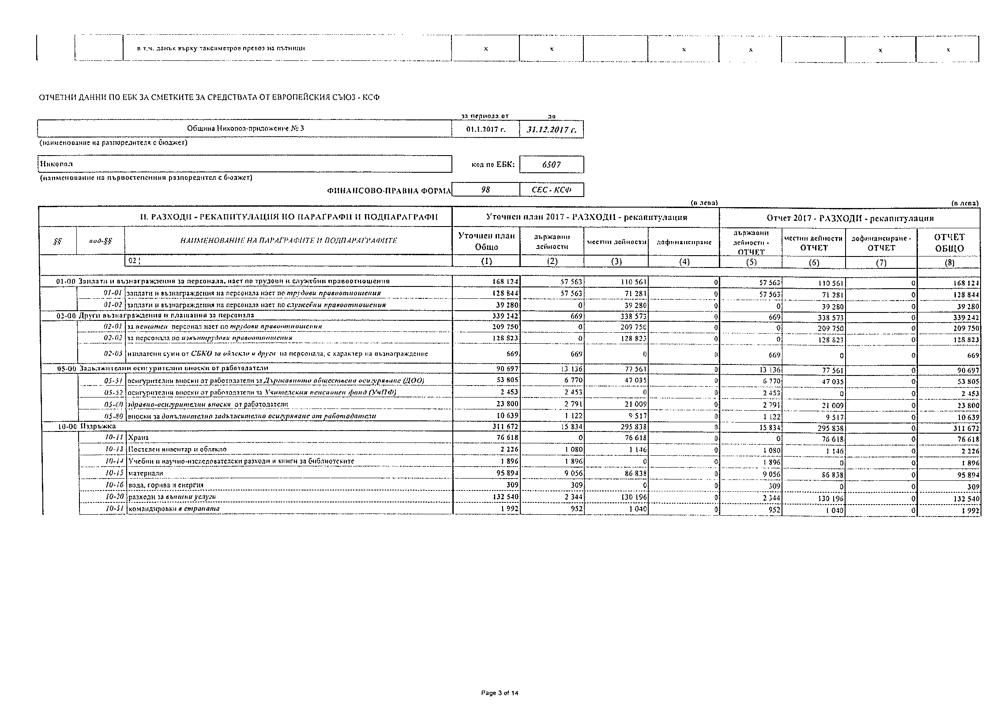 в т.ч. данък върху таксиметров превоз на пътници x x x x x x
ОТЧЕТНИ ДАННИ ПО ЕБК ЗА СМЕТКИТЕ ЗА СРЕДСТВАТА ОТ ЕВРОПЕЙСКИЯ СЪЮЗ - КСФ
за периода от до
Община Никопол-приложение № 3 01.1.2017 г. 31.12.2017 г.
(наименование на разпоредителя с бюджет)
Никопол код по ЕБК: 6507
(наименование на първостепенния разпоредител с бюджет)
ФИНАНСОВО-ПРАВНА ФОРМА 98 СЕС - КСФ
(в лева) (в лева)
II. РАЗХОДИ - РЕКАПИТУЛАЦИЯ ПО ПАРАГРАФИ И ПОДПАРАГРАФИ Уточнен план 2017 - РАЗХОДИ - рекапитулация Отчет 2017 - РАЗХОДИ - рекапитулация
§§ под-§§ НАИМЕНОВАНИЕ НА ПАРАГРАФИТЕ И ПОДПАРАГРАФИТЕ Уточнен план Общо държавни дейности местни дейности дофинансиране държавни дейности - ОТЧЕТ местни дейности ОТЧЕТ дофинансиране - ОТЧЕТ ОТЧЕТ ОБЩО
02 (1) (2) (3) (4) (5) (6) (7) (8)
01-00 Заплати и възнаграждения за персонала, нает по трудови и служебни правоотношения 168 124 57 563 110 561 0 57 563 110 561 0 168 124
01-01 заплати и възнаграждения на персонала нает по трудови правоотношения 128 844 57 563 71 281 0 57 563 71 281 0 128 844
01-02 заплати и възнаграждения на персонала нает по служебни правоотношения 39 280 0 39 280 0 0 39 280 0 39 280
02-00 Други възнаграждения и плащания за персонала 339 242 669 338 573 0 669 338 573 0 339 242
02-01 за нещатен персонал нает по трудови правоотношения 209 750 0 209 750 0 0 209 750 0 209 750
02-02 за персонала по извънтрудови правоотношения 128 823 0 128 823 0 0 128 823 0 128 823
02-05 изплатени суми от СБКО за облекло и други на персонала, с характер на възнаграждение 669 669 0 0 669 0 0 669
05-00 Задължителни осигурителни вноски от работодатели 90 697 13 136 77 561 0 13 136 77 561 0 90 697
05-51 осигурителни вноски от работодатели за Държавното обществено осигуряване (ДОО) 53 805 6 770 47 035 0 6 770 47 035 0 53 805
05-52 осигурителни вноски от работодатели за Учителския пенсионен фонд (УчПФ) 2 453 2 453 0 0 2 453 0 0 2 453
05-60 здравно-осигурителни вноски от работодатели 23 800 2 791 21 009 0 2 791 21 009 0 23 800
05-80 вноски за допълнително задължително осигуряване от работодатели 10 639 1 122 9 517 0 1 122 9 517 0 10 639
10-00 Издръжка 311 672 15 834 295 838 0 15 834 295 838 0 311 672
10-11 Храна 76 618 0 76 618 0 0 76 618 0 76 618
10-13 Постелен инвентар и облекло 2 226 1 080 1 146 0 1 080 1 146 0 2 226
10-14 Учебни и научно-изследователски разходи и книги за библиотеките 1 896 1 896 0 0 1 896 0 0 1 896
10-15 материали 95 894 9 056 86 838 0 9 056 86 838 0 95 894
10-16 вода, горива и енергия 309 309 0 0 309 0 0 309
10-20 разходи за външни услуги 132 540 2 344 130 196 0 2 344 130 196 0 132 540
10-51 командировки в страната 1 992 952 1 040 0 952 1 040 0 1 992
Page 3 of 14